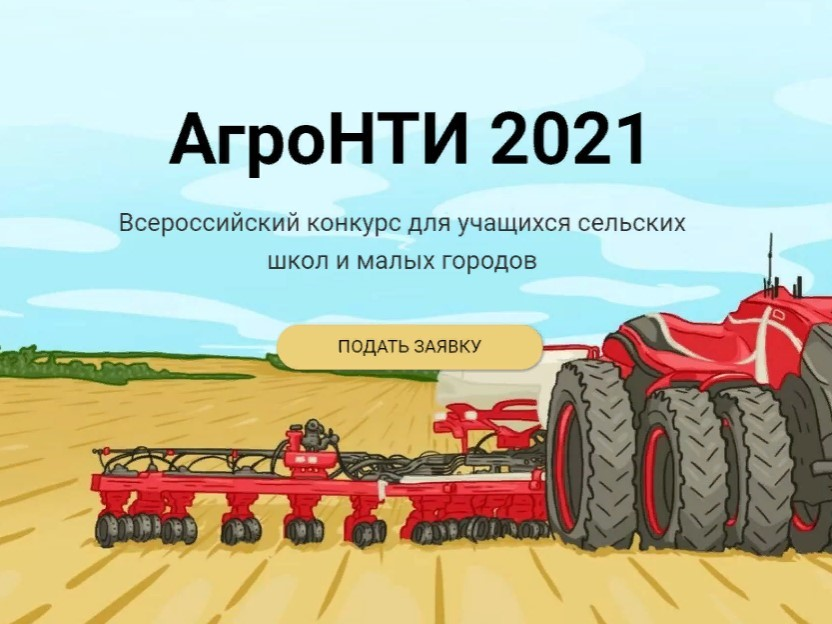 АгроНТИ 2021
Всероссийский конкурс для учащихся сельских
школ и малых городов
ПОДАТЬ ЗАЯВКУ